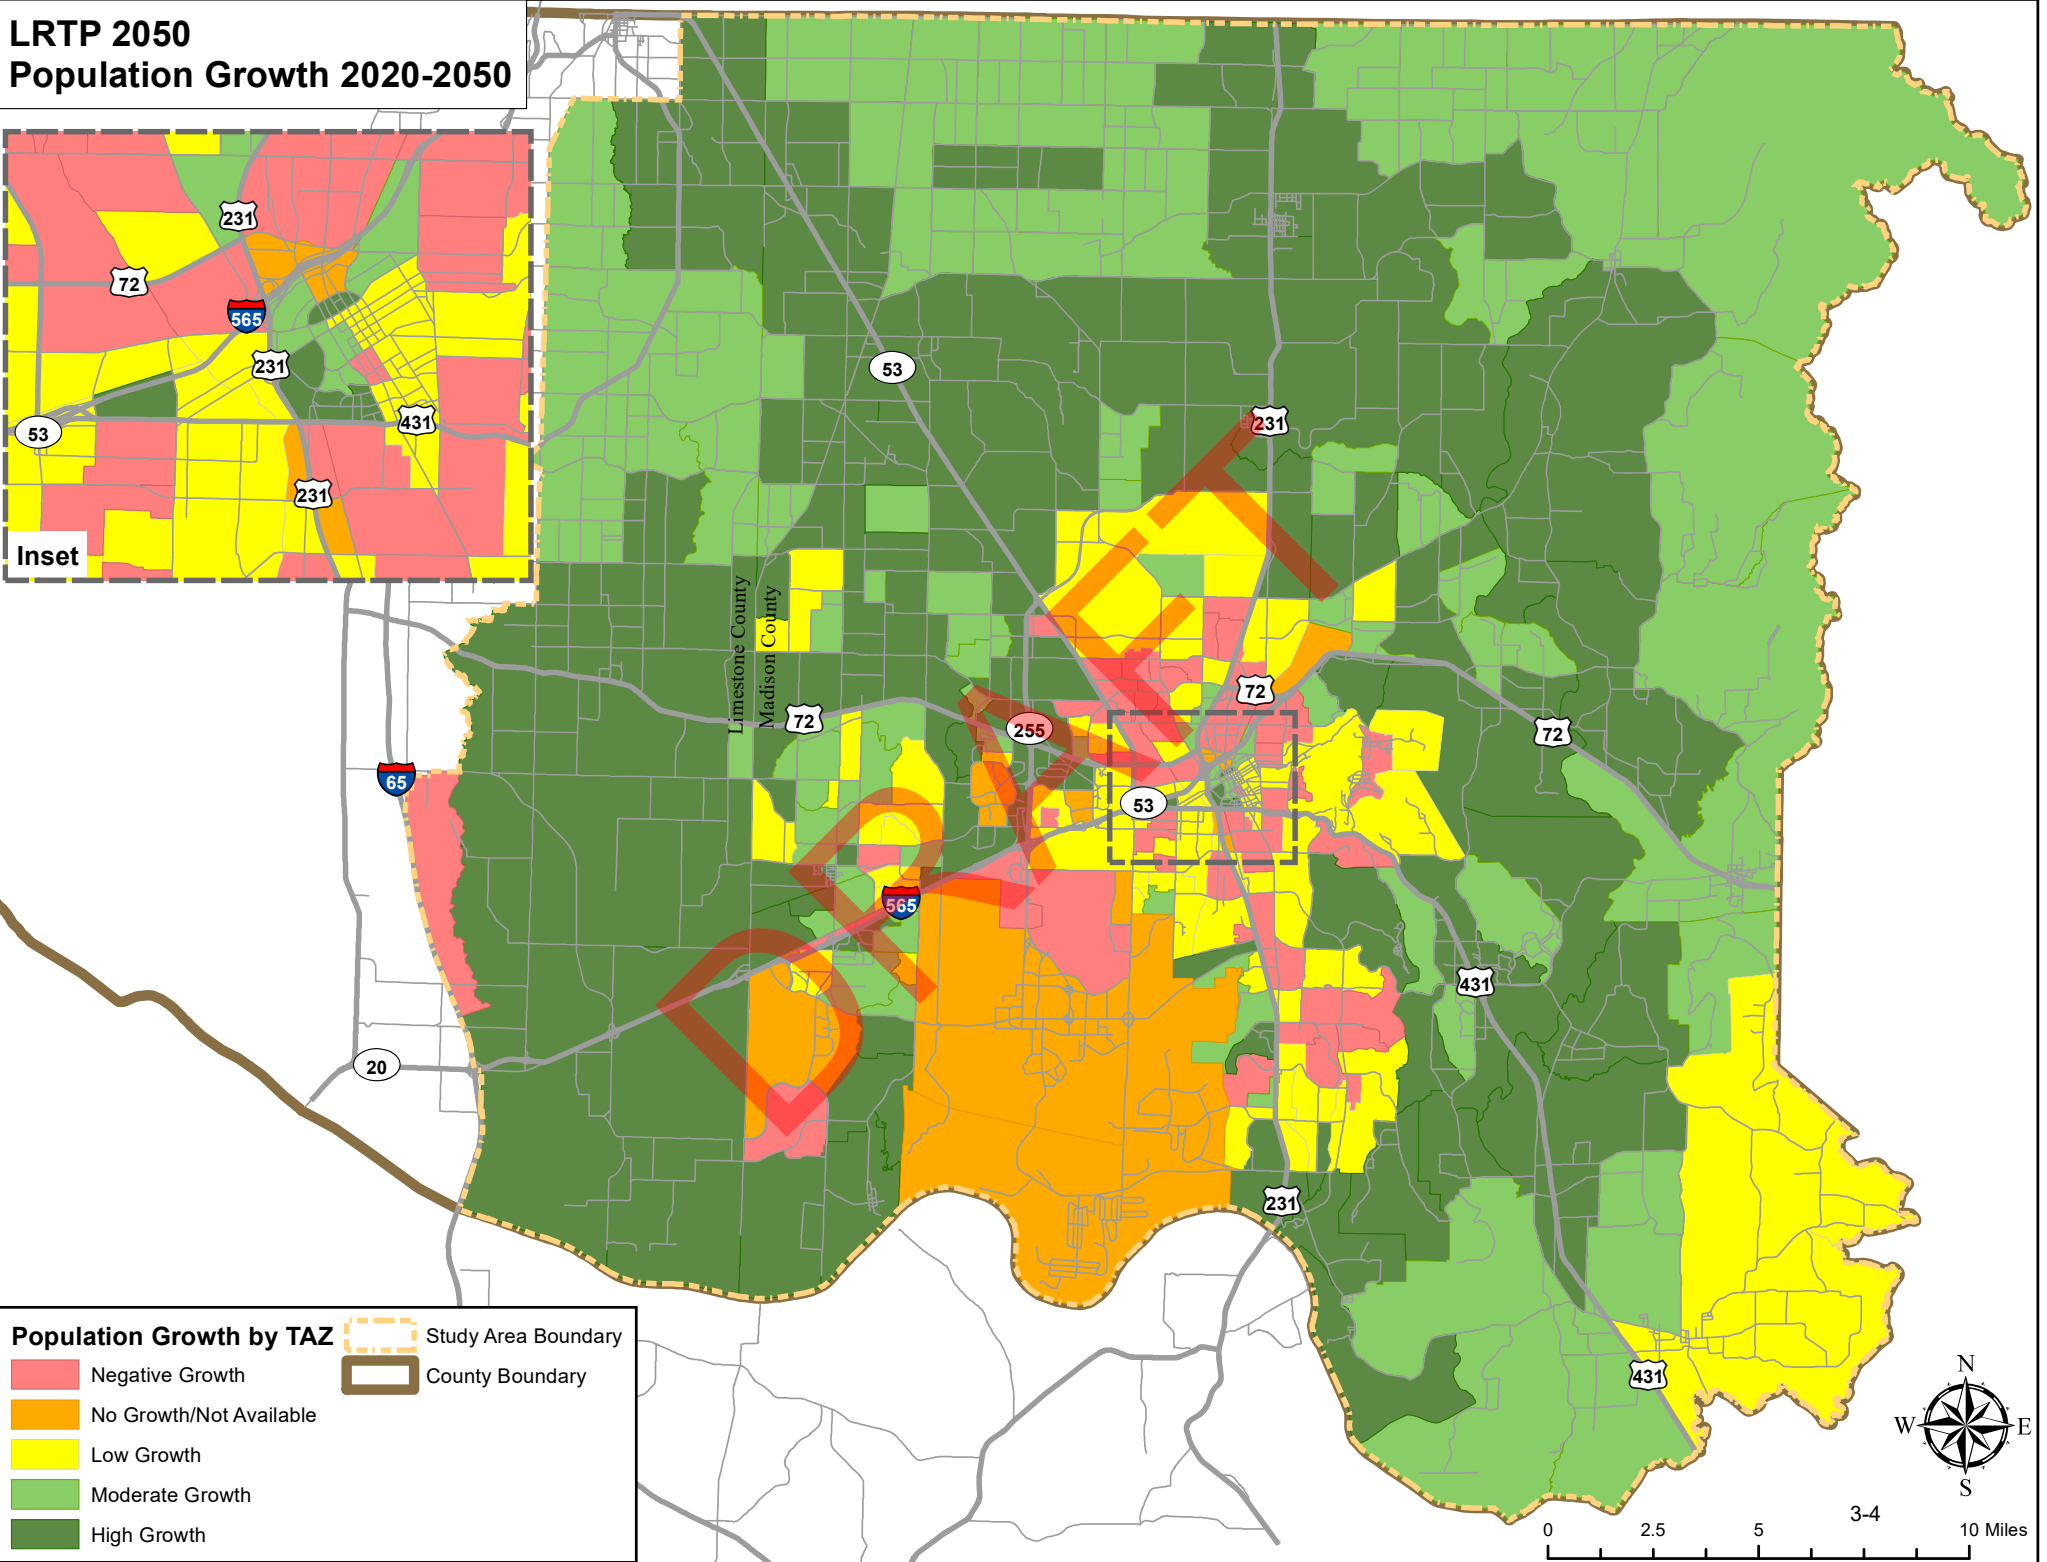 LRTP 2050
Population Growth 2020-2050
231
72
565
231
53
431
231
Inset
53
231
Limestone County
Madison County
72
72
255
72
65
53
565
431
20
231
431
DRAFT
Population Growth by TAZ
Negative Growth
No Growth/Not Available
Low Growth
Moderate Growth
High Growth
Study Area Boundary
County Boundary
N
W
E
S
3-4
0 2.5 5 10 Miles